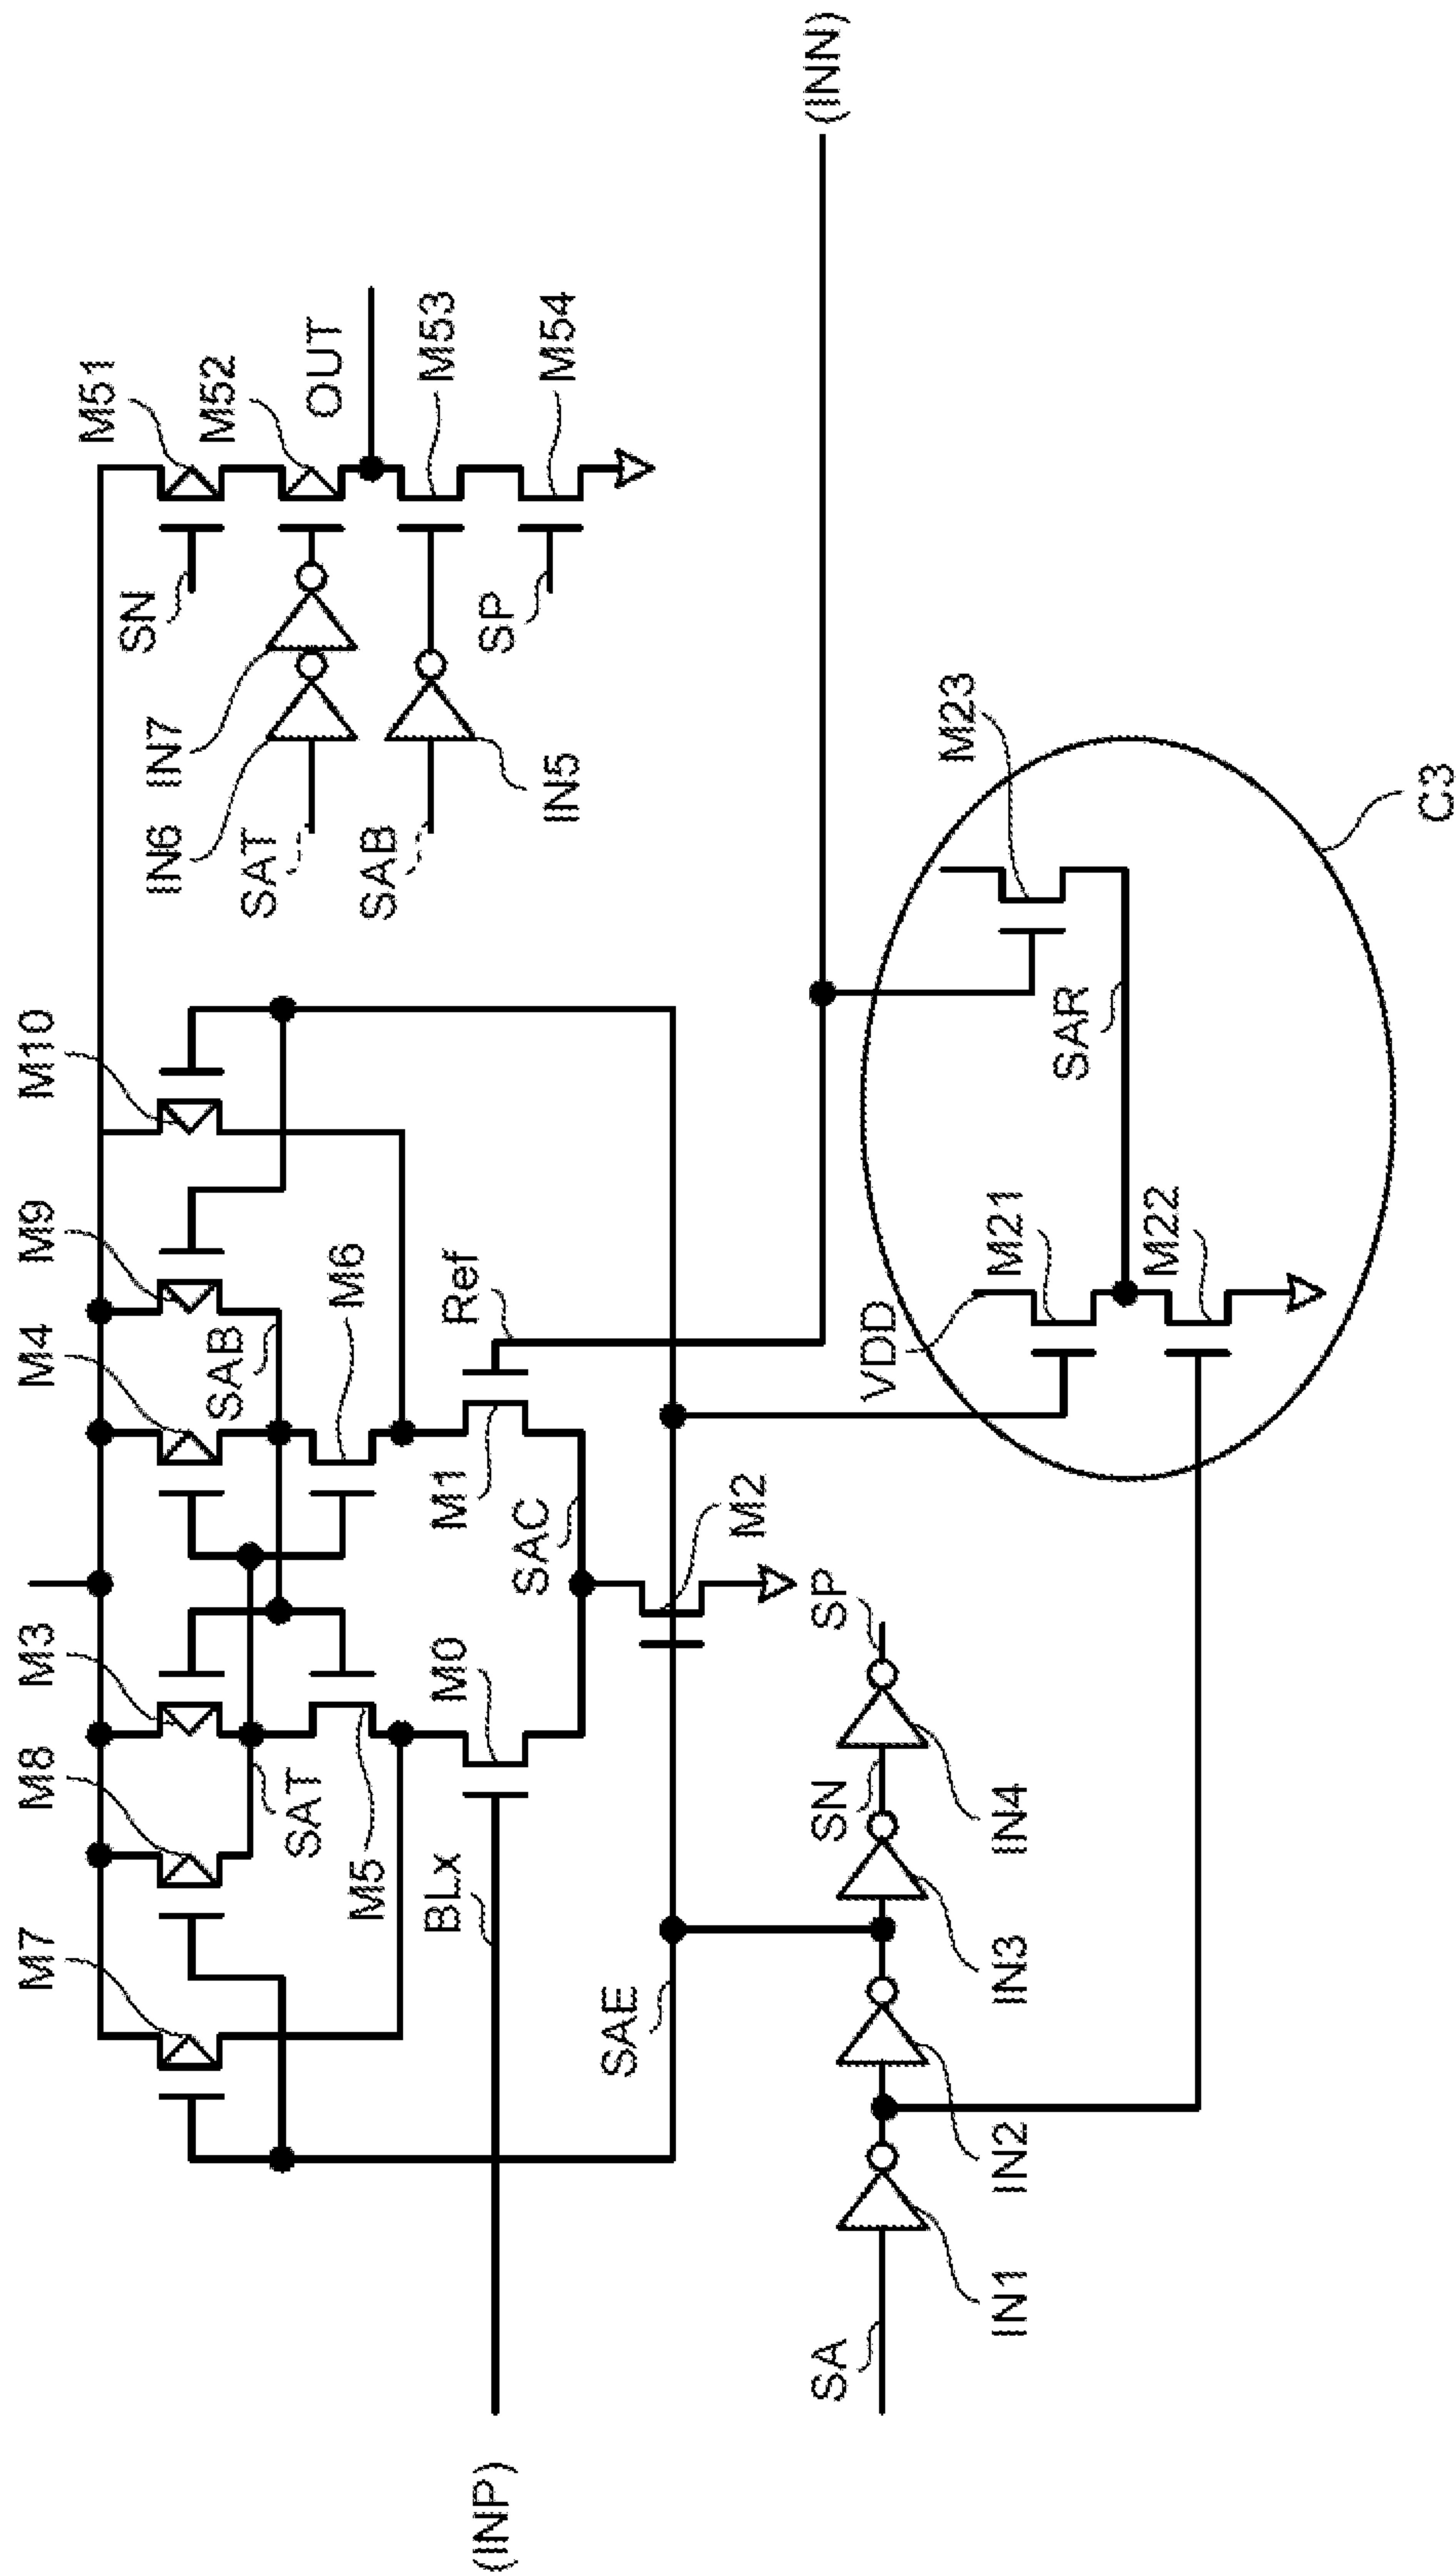 M7
M8
M3
M4
M9
M10
M51
SN
M52
IN7
IN6
OUT
SAT
SAB
SAT
SAB
IN5
M53
SP
M54
M5
M6
BLx
M0
M1
Ref
(INP)
SAC
SAE
M2
SA
SN
SP
(INN)
IN1
IN2
IN3
IN4
VDD
M21
M22
SAR
M23
C3